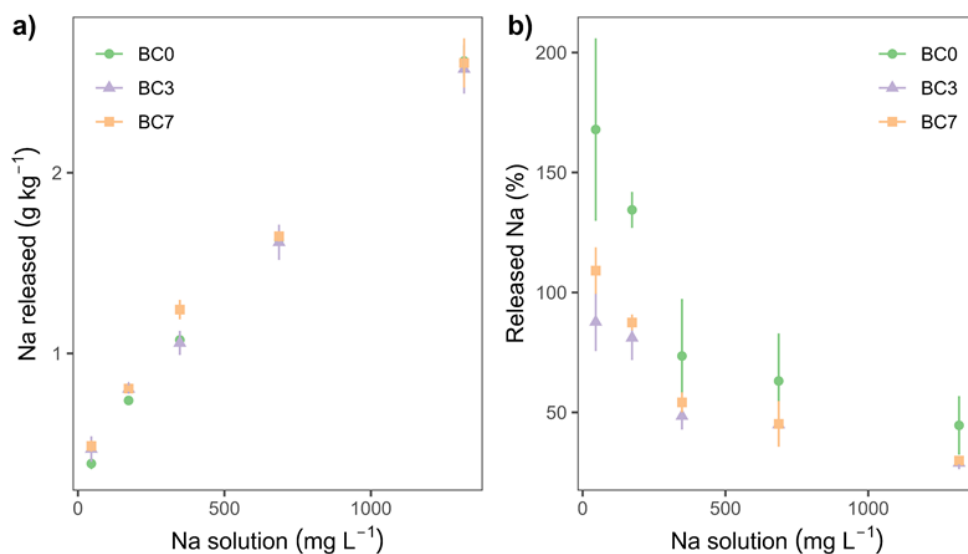 a)
BC0
BC3
BC7
2
1
Na released (g kg⁻¹)
0 500 1000
Na solution (mg L⁻¹)
b)
BC0
BC3
BC7
200
150
100
50
Released Na (%)
0 500 1000
Na solution (mg L⁻¹)